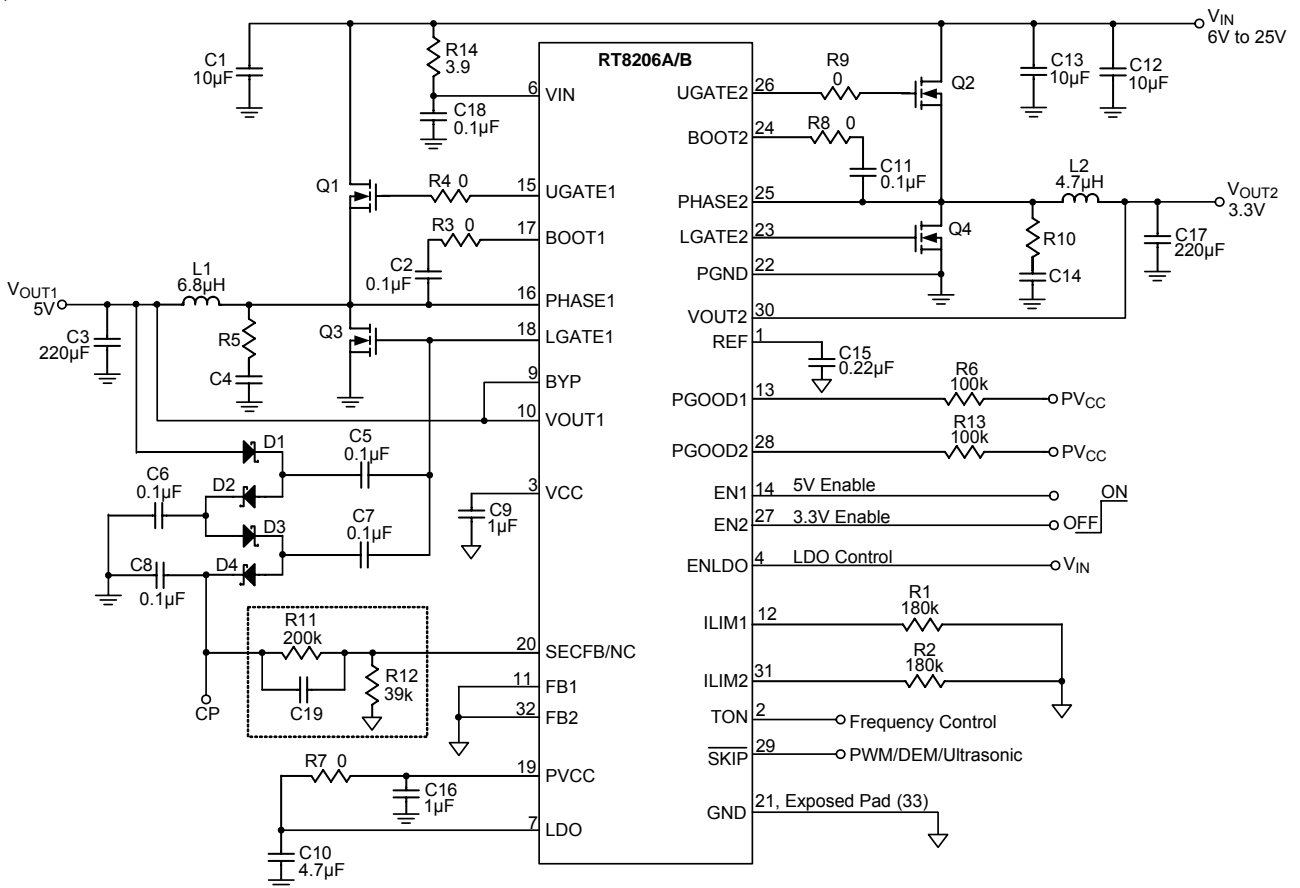 VIN
6V to 25V
C1
10µF
R14
3.9
RT8206A/B
R9
0
C13
10µF
C12
10µF
6
VIN
UGATE2
26
Q2
C18
0.1µF
BOOT2
24
R8 0
C11
0.1µF
Q1
R4 0
15
UGATE1
PHASE2
25
L2
4.7µH
VOUT2
3.3V
R3 0
17
BOOT1
LGATE2
23
Q4
C17
220µF
C2
0.1µF
R10
L1
6.8µH
PGND
22
C14
VOUT1
5V
16
PHASE1
VOUT2
30
C3
220µF
R5
Q3
18
LGATE1
REF
1
C15
0.22µF
C4
9
BYP
PGOOD1
13
R6
100k
PVCC
10
VOUT1
D1
C5
0.1µF
PGOOD2
28
R13
100k
PVCC
C6
0.1µF
D2
3
VCC
EN1
14
5V Enable
ON
C9
1µF
EN2
27
3.3V Enable
OFF
D3
C7
0.1µF
C8
0.1µF
D4
ENLDO
4
LDO Control
VIN
R11
200k
ILIM1
12
R1
180k
20
SECFB/NC
C19
R12
39k
ILIM2
31
R2
180k
11
FB1
CP
32
FB2
TON
2
Frequency Control
SKIP
29
PWM/DEM/Ultrasonic
R7 0
19
PVCC
C16
1µF
GND
21, Exposed Pad (33)
7
LDO
C10
4.7µF